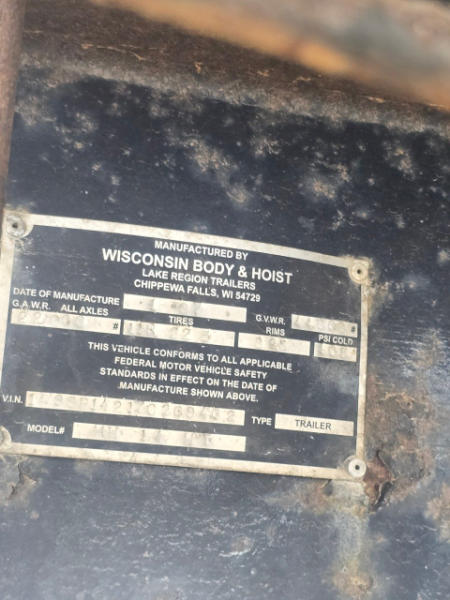 MANUFACTURED BY
WISCONSIN BODY & HOIST
LAKE REGION TRAILERS
CHIPPEWA FALLS, WI 54729
DATE OF MANUFACTURE G.V.W.R. #
G.A.W.R. ALL AXLES TIRES RIMS PSI COLD
#
THIS VEHICLE CONFORMS TO ALL APPLICABLE
FEDERAL MOTOR VEHICLE SAFETY
STANDARDS IN EFFECT ON THE DATE OF
MANUFACTURE SHOWN ABOVE.
V.I.N. TYPE TRAILER
MODEL#